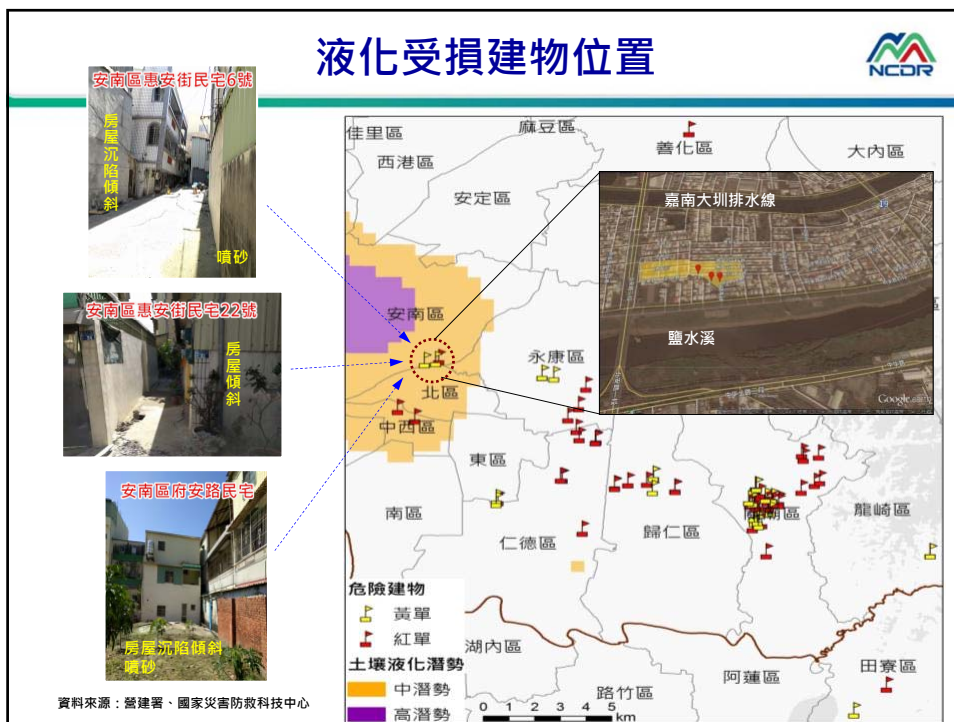 液化受損建物位置
NCDR
安南區惠安街民宅6號
房屋沉陷傾斜
噴砂
安南區惠安街民宅22號
房屋傾斜
安南區府安路民宅
房屋沉陷傾斜
噴砂
資料來源：營建署、國家災害防救科技中心
佳里區
麻豆區
善化區
大內區
西港區
安定區
安南區
永康區
北區
中西區
東區
南區
仁德區
歸仁區
龍崎區
湖內區
路竹區
阿蓮區
田寮區
嘉南大圳排水線
19
鹽水溪
Google
危險建物
黃單
紅單
土壤液化潛勢
中潛勢
高潛勢
0 1 2 3 4 5
km